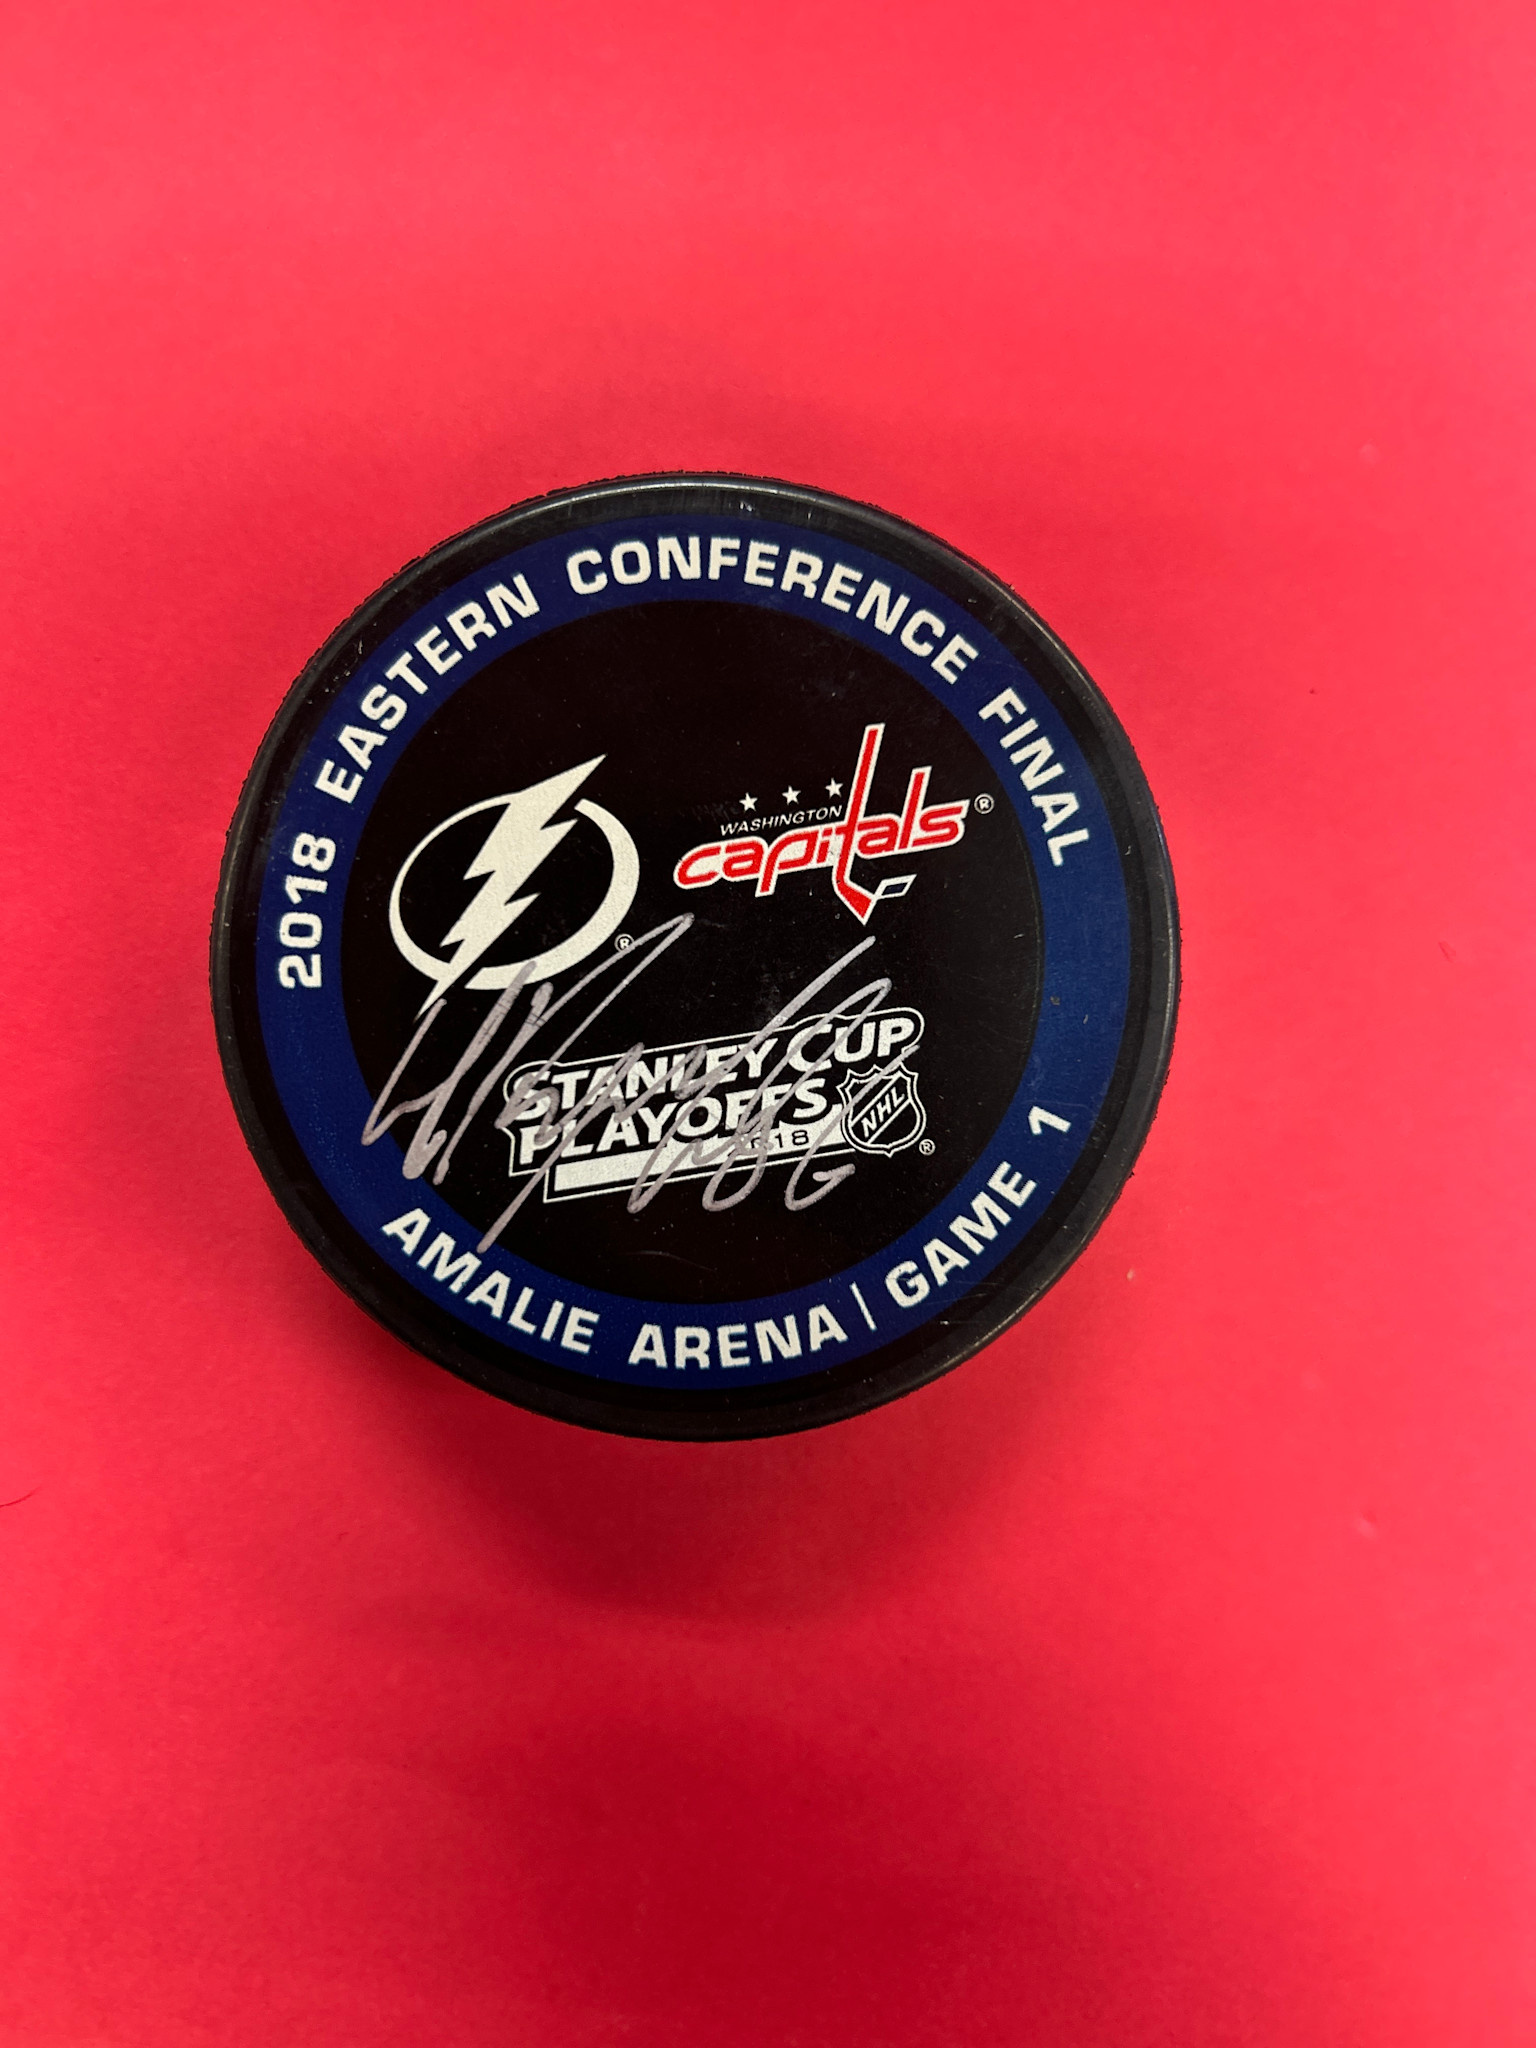 2018 EASTERN CONFERENCE FINAL
WASHINGTON
capitals®
®
STANLEY CUP
PLAYOFFS
NHL
®
AMALIE ARENA | GAME 1